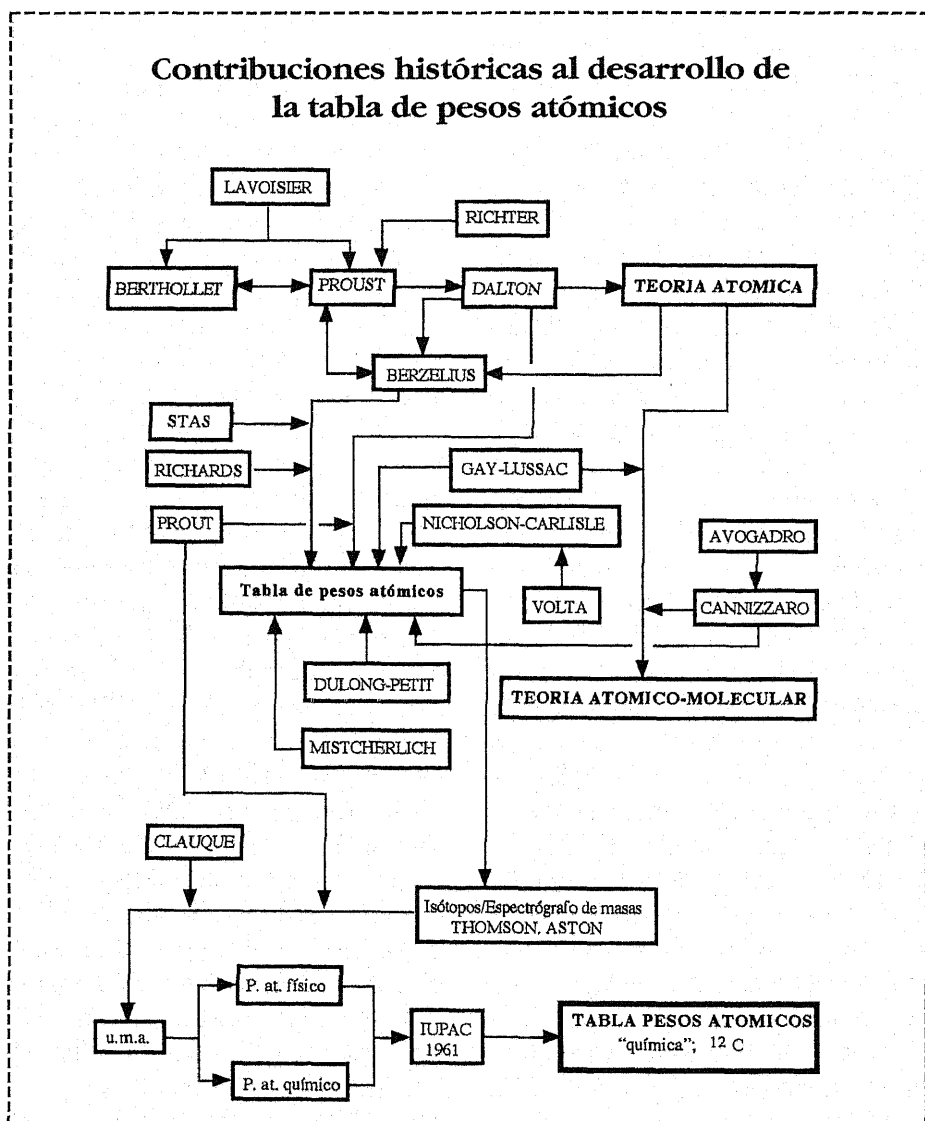 Contribuciones históricas al desarrollo de
la tabla de pesos atómicos
LAVOISIER
RICHTER
BERTHOLLET
PROUST
DALTON
TEORIA ATOMICA
BERZELIUS
STAS
RICHARDS
GAY-LUSSAC
PROUT
NICHOLSON-CARLISLE
AVOGADRO
Tabla de pesos atómicos
VOLTA
CANNIZZARO
DULONG-PETIT
TEORIA ATOMICO-MOLECULAR
MISTCHERLICH
CLAUQUE
Isótopos/Espectrógrafo de masas
THOMSON, ASTON
P. at. físico
u.m.a.
IUPAC
1961
TABLA PESOS ATOMICOS
“química”; 12 C
P. at. químico